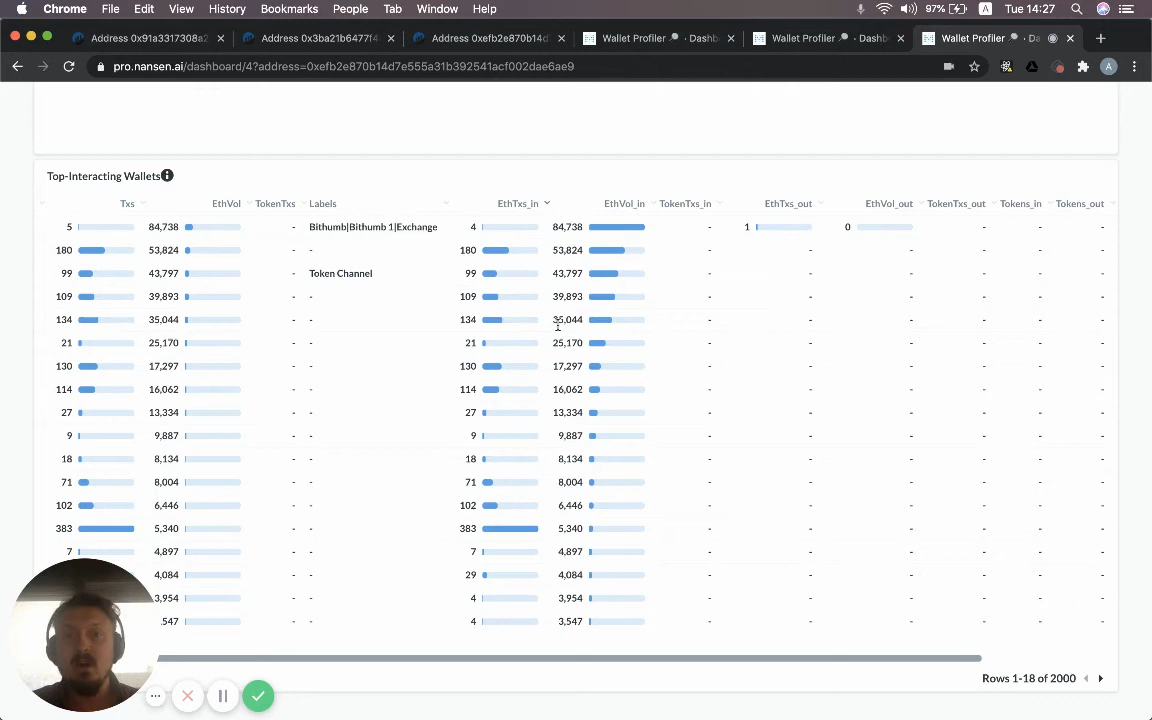 Chrome File Edit View History Bookmarks People Tab Window Help 97% A Tue 14:27
Address 0x91a3317308a2 Address 0x3ba21b6477f4 Address 0xefb2e870b14d Wallet Profiler · Dashb Wallet Profiler · Dashb Wallet Profiler · Da
pro.nansen.ai/dashboard/4?address=0xefb2e870b14d7e555a31b392541acf002dae6ae9 A
Top-Interacting Wallets
Txs EthVol TokenTxs Labels EthTxs_in EthVol_in TokenTxs_in EthTxs_out EthVol_out TokenTxs_out Tokens_in Tokens_out
5 84,738 Bithumb|Bithumb 1|Exchange 4 84,738 1 0
180 53,824 - - 180 53,824 - - - - - -
99 43,797 - Token Channel 99 43,797 - - - - - -
109 39,893 - - 109 39,893 - - - - - -
134 35,044 - - 134 35,044 - - - - - -
21 25,170 - - 21 25,170 - - - - - -
130 17,297 - - 130 17,297 - - - - - -
114 16,062 - - 114 16,062 - - - - - -
27 13,334 - - 27 13,334 - - - - - -
9 9,887 - - 9 9,887 - - - - - -
18 8,134 - - 18 8,134 - - - - - -
71 8,004 - - 71 8,004 - - - - - -
102 6,446 - - 102 6,446 - - - - - -
383 5,340 - - 383 5,340 - - - - - -
7 4,897 - - 7 4,897 - - - - - -
4,084 - - 29 4,084 - - - - - -
3,954 - - 4 3,954 - - - - - -
,547 - - 4 3,547 - - - - - -
Rows 1-18 of 2000